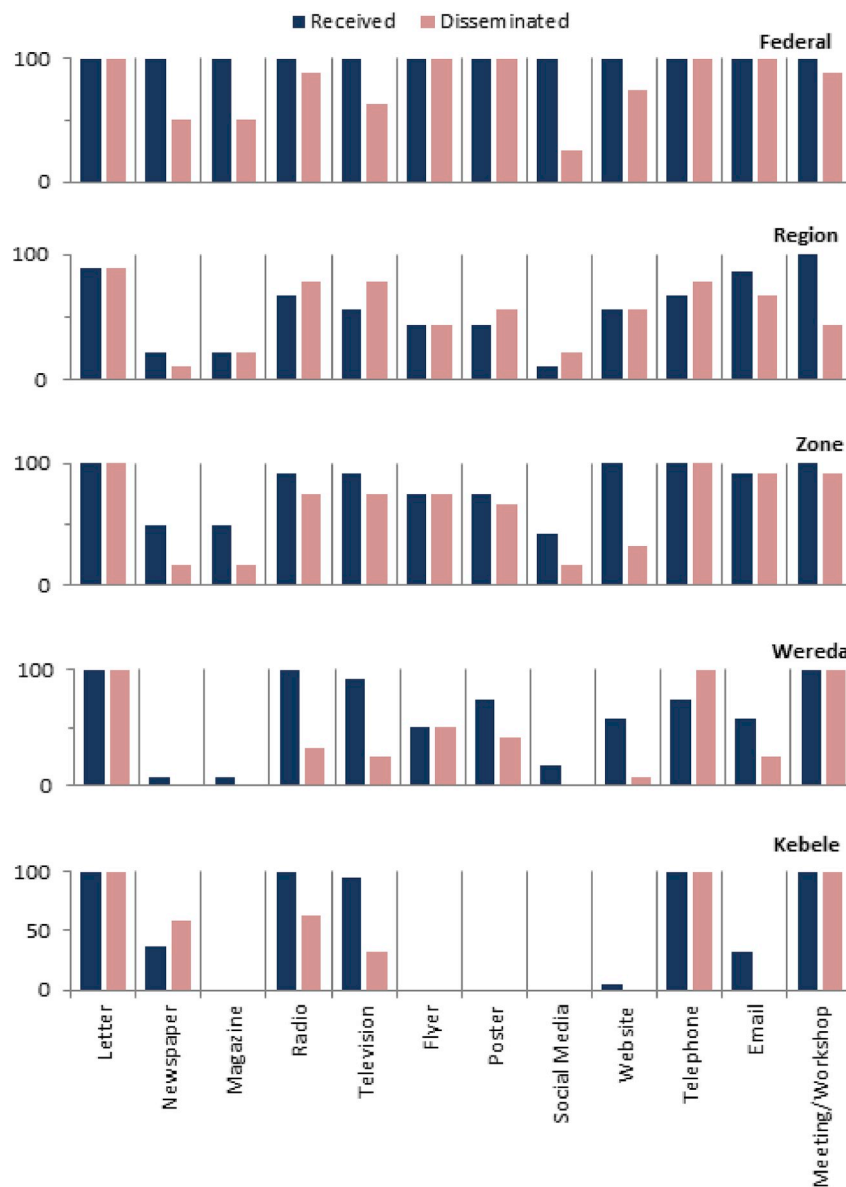 Received Disseminated
Federal
100
0
Region
100
0
Zone
100
0
Wereda
100
0
Kebele
100
50
0
Letter
Newspaper
Magazine
Radio
Television
Flyer
Poster
Social Media
Website
Telephone
Email
Meeting/Workshop